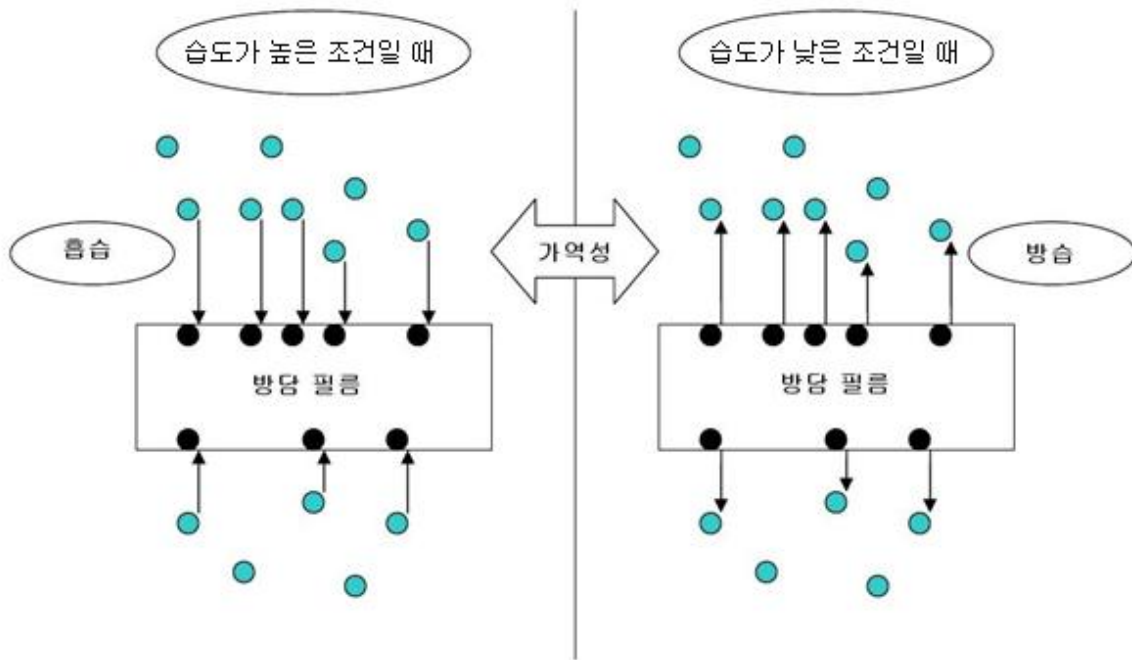 습도가 높은 조건일 때
습도가 낮은 조건일 때
흡습
가역성
방습
방담 필름
방담 필름